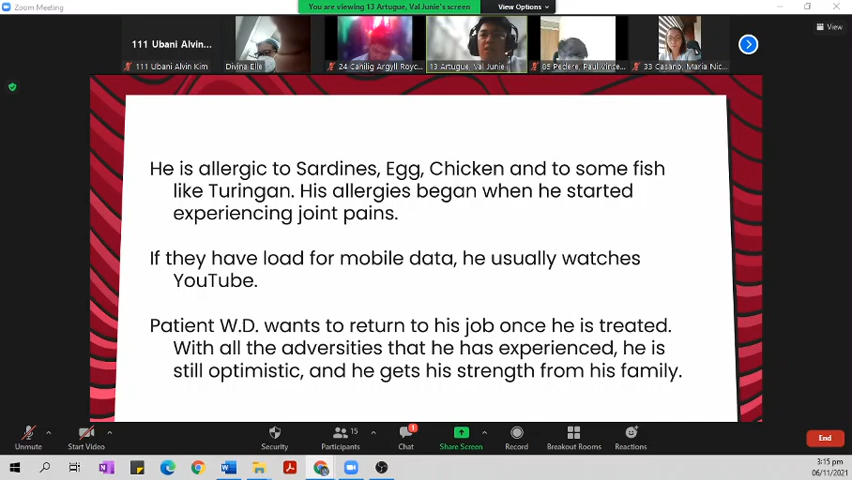 Zoom Meeting
You are viewing 13 Artugue, Val Junie's screen
View Options
View
111 Ubani Alvin...
111 Ubani Alvin Kim
Divina Elle
24 Canilig Argyll Royc...
13 Artugue, Val Junie
85 Pedere, Paul Vince...
33 Casano, Maria Nic...
He is allergic to Sardines, Egg, Chicken and to some fish
like Turingan. His allergies began when he started
experiencing joint pains.
If they have load for mobile data, he usually watches
YouTube.
Patient W.D. wants to return to his job once he is treated.
With all the adversities that he has experienced, he is
still optimistic, and he gets his strength from his family.
Unmute
Start Video
Security
15
Participants
1
Chat
Share Screen
Record
Breakout Rooms
Reactions
End
3:15 pm
06/11/2021